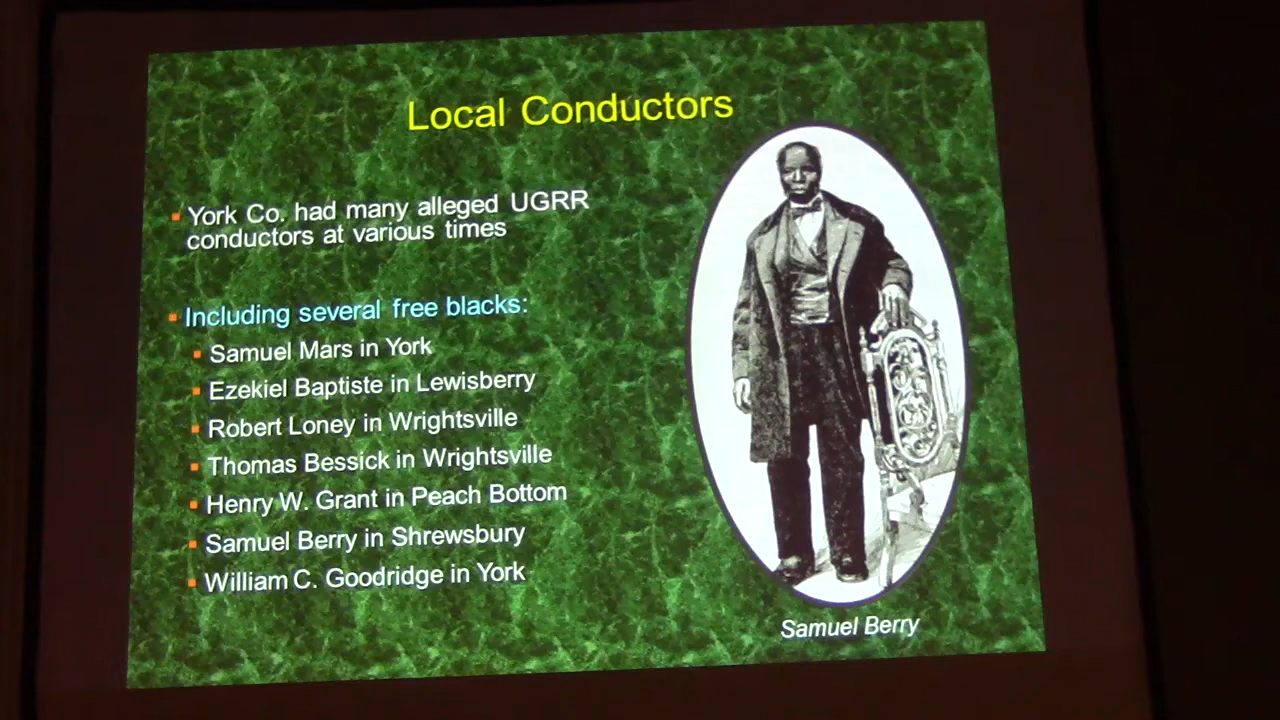 Local Conductors
York Co. had many alleged UGRR
conductors at various times
Including several free blacks:
Samuel Mars in York
Ezekiel Baptiste in Lewisberry
Robert Loney in Wrightsville
Thomas Bessick in Wrightsville
Henry W. Grant in Peach Bottom
Samuel Berry in Shrewsbury
William C. Goodridge in York
Samuel Berry